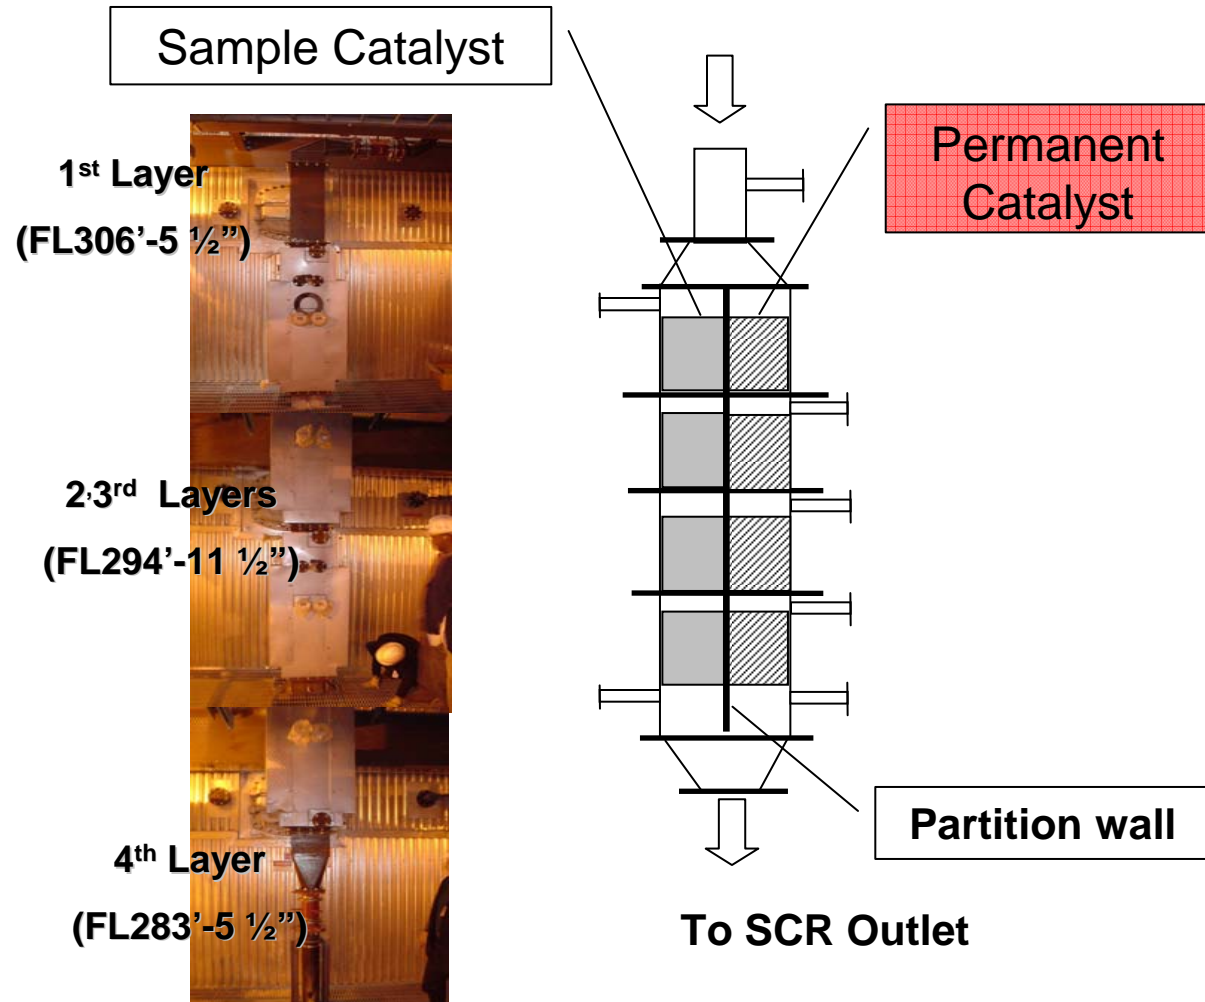 Sample Catalyst
Permanent
Catalyst
1st Layer
(FL306’-5 ½”)
2,3rd Layers
(FL294’-11 ½”)
4th Layer
(FL283’-5 ½”)
Partition wall
To SCR Outlet